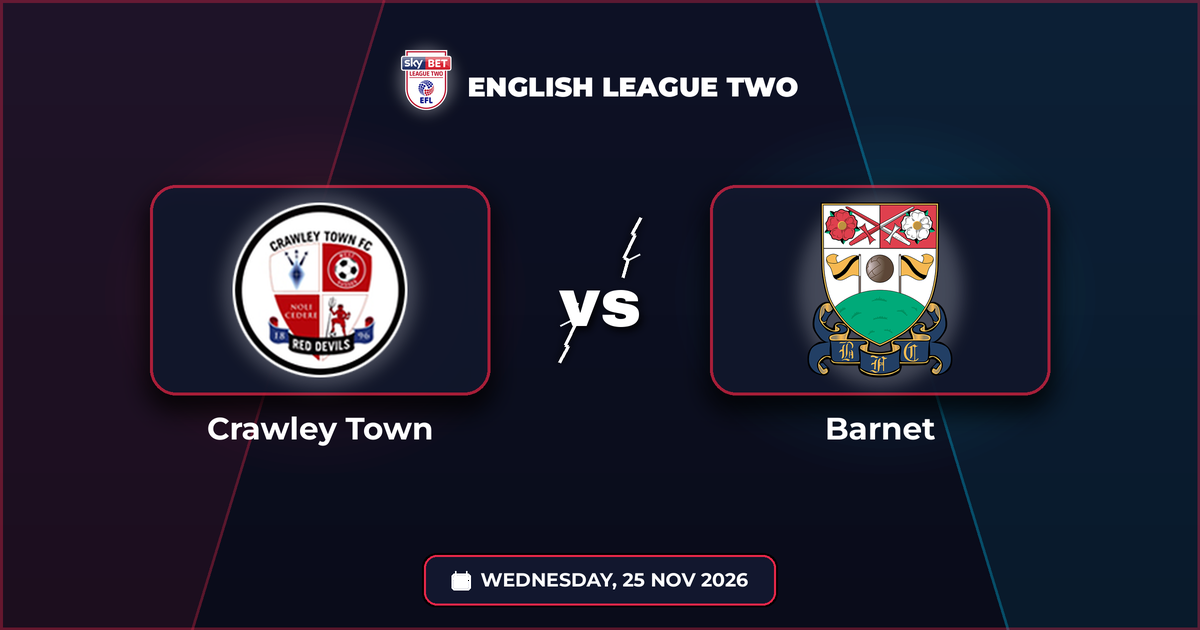 sky BET
LEAGUE TWO
EFL
ENGLISH LEAGUE TWO
CRAWLEY TOWN FC
NOLI
CEDERE
18 96
RED DEVILS
VS
B F C
Crawley Town
Barnet
WEDNESDAY, 25 NOV 2026